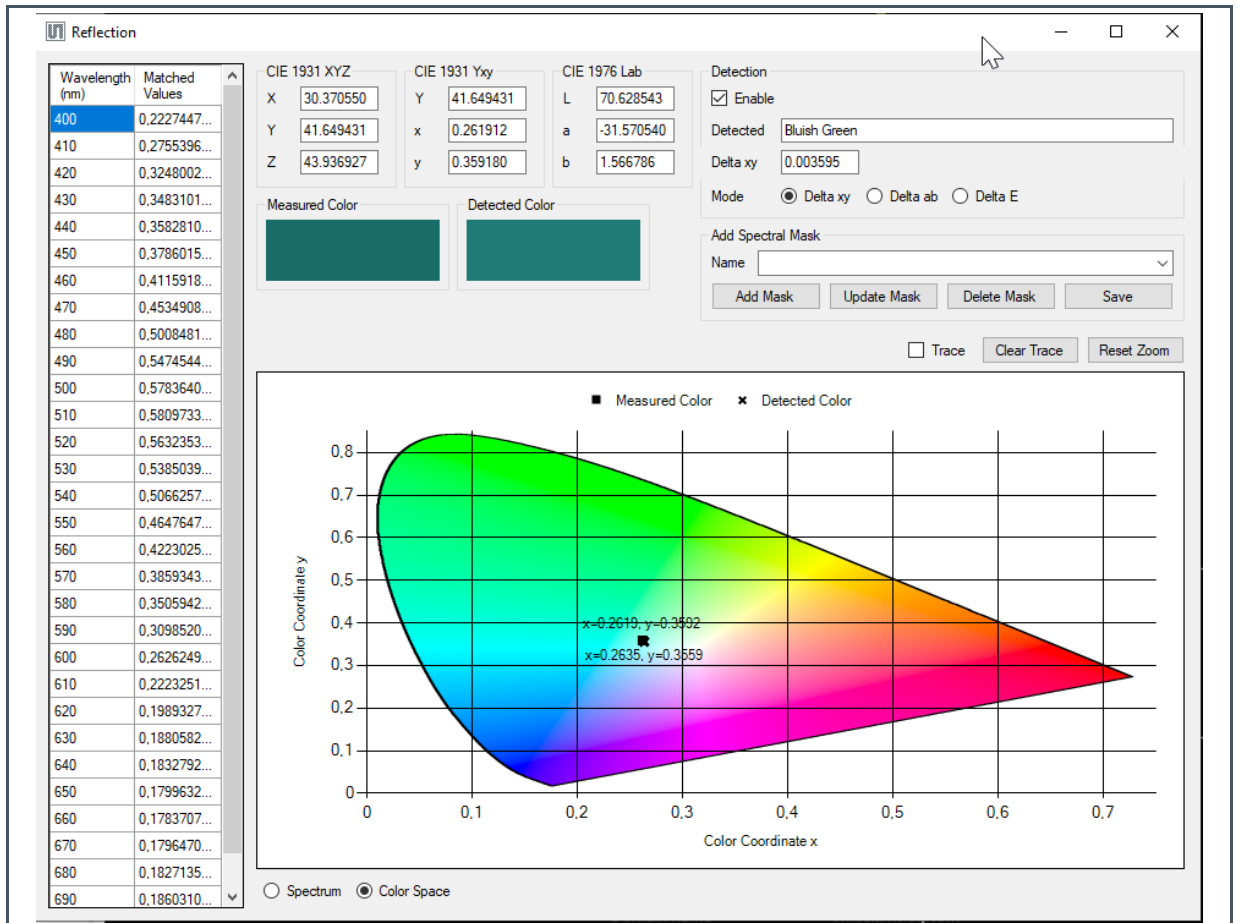 Reflection
Wavelength (nm) Matched Values
400 0,2227447...
410 0,2755396...
420 0,3248002...
430 0,3483101...
440 0,3582810...
450 0,3786015...
460 0,4115918...
470 0,4534908...
480 0,5008481...
490 0,5474544...
500 0,5783640...
510 0,5809733...
520 0,5632353...
530 0,5385039...
540 0,5066257...
550 0,4647647...
560 0,4223025...
570 0,3859343...
580 0,3505942...
590 0,3098520...
600 0,2626249...
610 0,2223251...
620 0,1989327...
630 0,1880582...
640 0,1832792...
650 0,1799632...
660 0,1783707...
670 0,1796470...
680 0,1827135...
690 0,1860310...
CIE 1931 XYZ
X 30.370550
Y 41.649431
Z 43.936927
CIE 1931 Yxy
Y 41.649431
x 0.261912
y 0.359180
CIE 1976 Lab
L 70.628543
a -31.570540
b 1.566786
Measured Color
Detected Color
Detection
Enable
Detected Bluish Green
Delta xy 0.003595
Mode Delta xy Delta ab Delta E
Add Spectral Mask
Name
Add Mask Update Mask Delete Mask Save
Trace Clear Trace Reset Zoom
Measured Color Detected Color
Color Coordinate y
0,8
0,7
0,6
0,5
0,4
0,3
0,2
0,1
0
x=0.2619, y=0.3592
x=0.2635, y=0.3559
0 0,1 0,2 0,3 0,4 0,5 0,6 0,7
Color Coordinate x
Spectrum Color Space